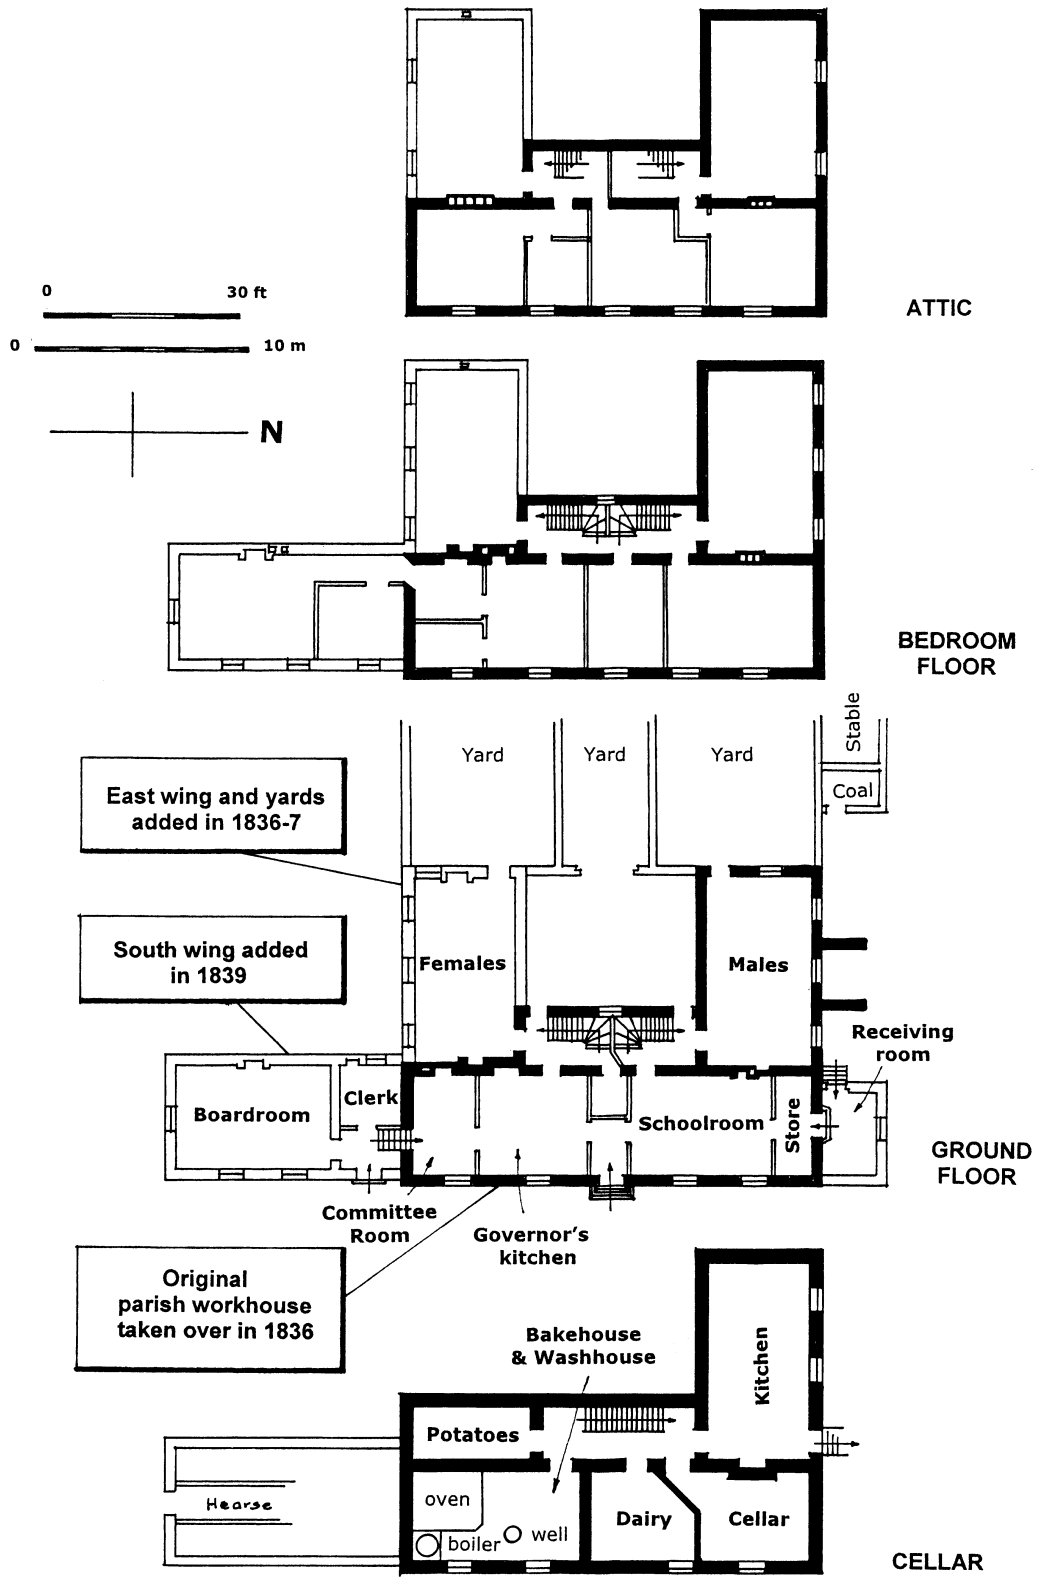 0
30 ft
ATTIC
0
10 m
N
BEDROOM
FLOOR
Stable
Yard
Yard
Yard
Coal
East wing and yards
added in 1836-7
South wing added
in 1839
Females
Males
Receiving
room
Boardroom
Clerk
Schoolroom
Store
GROUND
FLOOR
Committee
Room
Governor's
kitchen
Original
parish workhouse
taken over in 1836
Bakehouse
& Washhouse
Kitchen
Potatoes
Hearse
oven
boiler
well
Dairy
Cellar
CELLAR